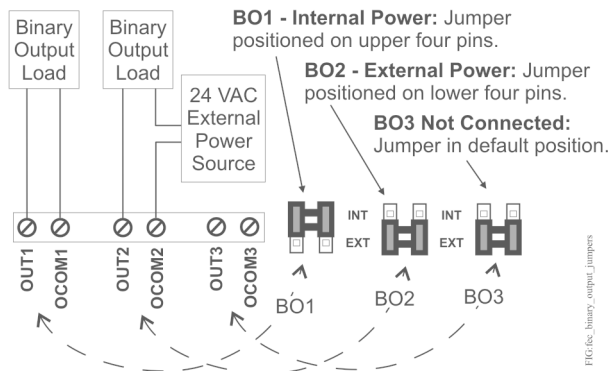 Binary
Output
Load
Binary
Output
Load
24 VAC
External
Power
Source
BO1 - Internal Power: Jumper
positioned on upper four pins.
BO2 - External Power: Jumper
positioned on lower four pins.
BO3 Not Connected:
Jumper in default position.
INT
EXT
INT
EXT
OUT1
OCOM1
OUT2
OCOM2
OUT3
OCOM3
BO1
BO2
BO3
FIG:fec_binary_output_jumpers